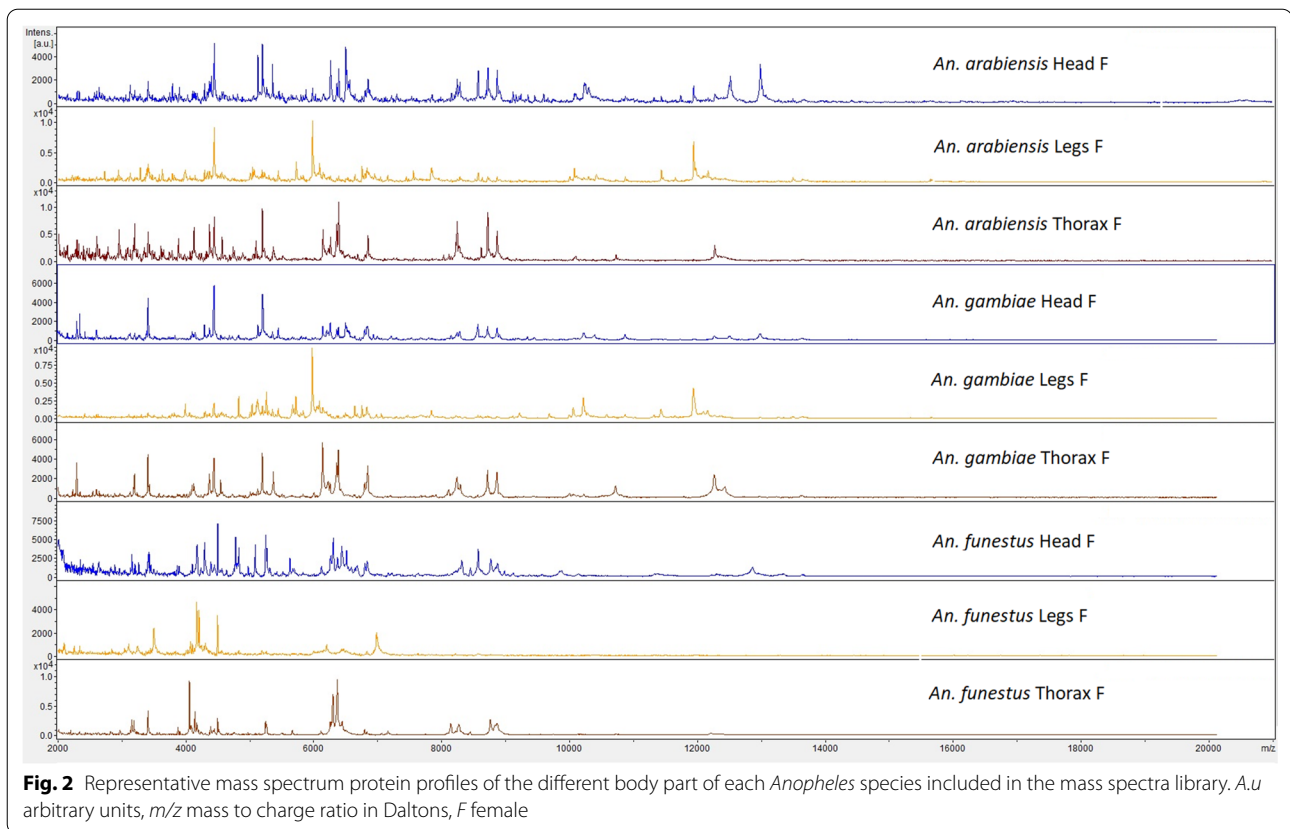 Intens.
[a.u.]
4000
2000
0
x10⁴
1.0
0.5
0.0
x10⁴
1.0
0.5
0.0
6000
4000
2000
0
x10⁴
0.75
0.50
0.25
0.00
6000
4000
2000
0
7500
5000
2500
0
4000
2000
0
x10⁴
1.0
0.5
0.0
An. arabiensis Head F
An. arabiensis Legs F
An. arabiensis Thorax F
An. gambiae Head F
An. gambiae Legs F
An. gambiae Thorax F
An. funestus Head F
An. funestus Legs F
An. funestus Thorax F
2000 4000 6000 8000 10000 12000 14000 16000 18000 20000 m/z
Fig. 2 Representative mass spectrum protein profiles of the different body part of each Anopheles species included in the mass spectra library. A.u
arbitrary units, m/z mass to charge ratio in Daltons, F female